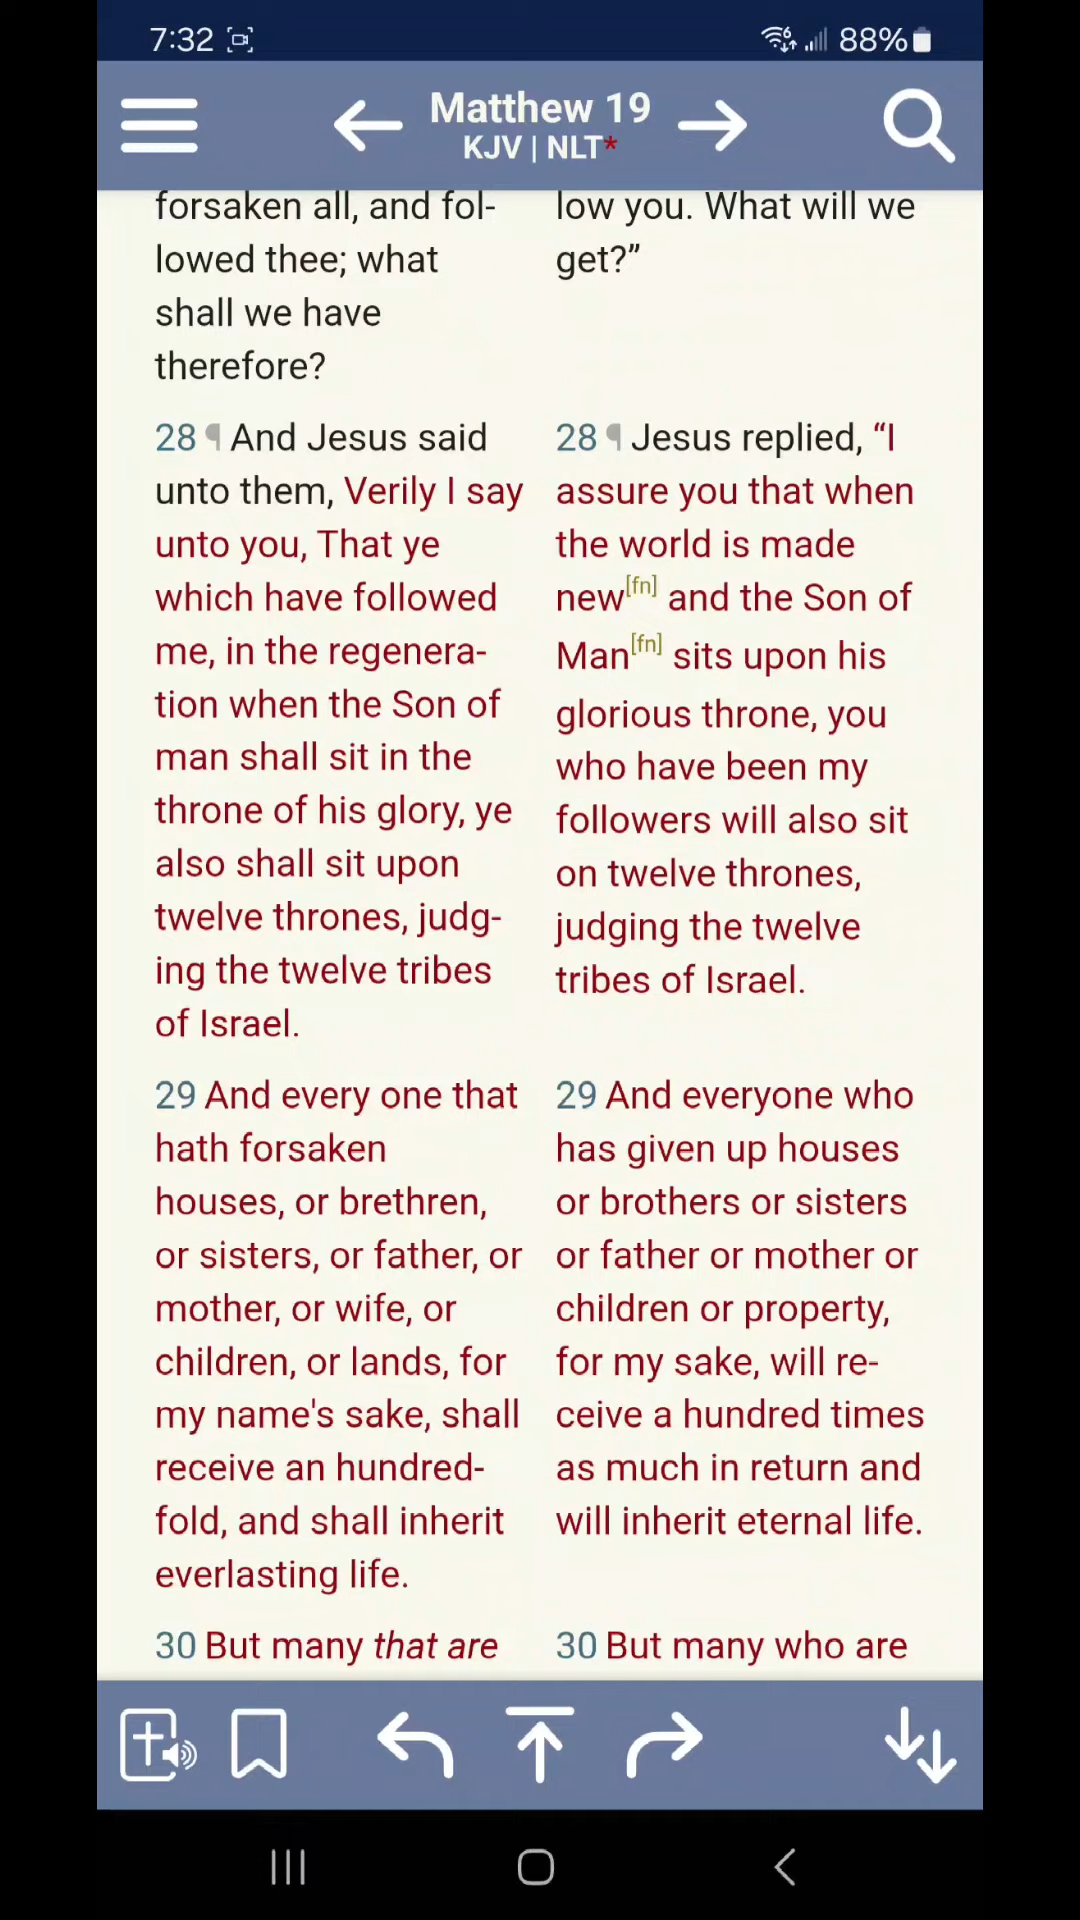 7:32
88%
Matthew 19
KJV | NLT*
forsaken all, and fol-
lowed thee; what
shall we have
therefore?
28 ¶ And Jesus said
unto them, Verily I say
unto you, That ye
which have followed
me, in the regenera-
tion when the Son of
man shall sit in the
throne of his glory, ye
also shall sit upon
twelve thrones, judg-
ing the twelve tribes
of Israel.
29 And every one that
hath forsaken
houses, or brethren,
or sisters, or father, or
mother, or wife, or
children, or lands, for
my name's sake, shall
receive an hundred-
fold, and shall inherit
everlasting life.
30 But many that are
low you. What will we
get?”
28 ¶ Jesus replied, “I
assure you that when
the world is made
new[fn] and the Son of
Man[fn] sits upon his
glorious throne, you
who have been my
followers will also sit
on twelve thrones,
judging the twelve
tribes of Israel.
29 And everyone who
has given up houses
or brothers or sisters
or father or mother or
children or property,
for my sake, will re-
ceive a hundred times
as much in return and
will inherit eternal life.
30 But many who are